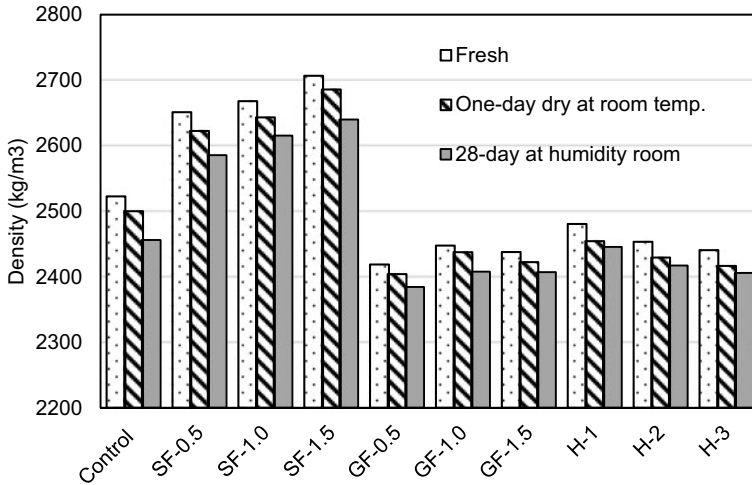 2800
2700
2600
2500
2400
2300
2200
Density (kg/m3)
Fresh
One-day dry at room temp.
28-day at humidity room
Control
SF-0.5
SF-1.0
SF-1.5
GF-0.5
GF-1.0
GF-1.5
H-1
H-2
H-3